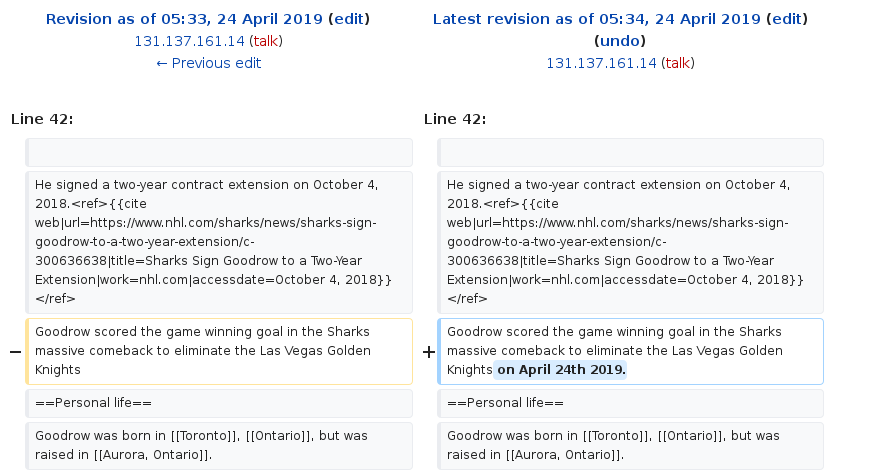 Revision as of 05:33, 24 April 2019 (edit)
131.137.161.14 (talk)
← Previous edit
Latest revision as of 05:34, 24 April 2019 (edit)
(undo)
131.137.161.14 (talk)
Line 42:
Line 42:
He signed a two-year contract extension on October 4,
2018.<ref>{{cite
web|url=https://www.nhl.com/sharks/news/sharks-sign-
goodrow-to-a-two-year-extension/c-
300636638|title=Sharks Sign Goodrow to a Two-Year
Extension|work=nhl.com|accessdate=October 4, 2018}}
</ref>
He signed a two-year contract extension on October 4,
2018.<ref>{{cite
web|url=https://www.nhl.com/sharks/news/sharks-sign-
goodrow-to-a-two-year-extension/c-
300636638|title=Sharks Sign Goodrow to a Two-Year
Extension|work=nhl.com|accessdate=October 4, 2018}}
</ref>
− Goodrow scored the game winning goal in the Sharks
massive comeback to eliminate the Las Vegas Golden
Knights
+ Goodrow scored the game winning goal in the Sharks
massive comeback to eliminate the Las Vegas Golden
Knights on April 24th 2019.
==Personal life==
==Personal life==
Goodrow was born in [[Toronto]], [[Ontario]], but was
raised in [[Aurora, Ontario]].
Goodrow was born in [[Toronto]], [[Ontario]], but was
raised in [[Aurora, Ontario]].